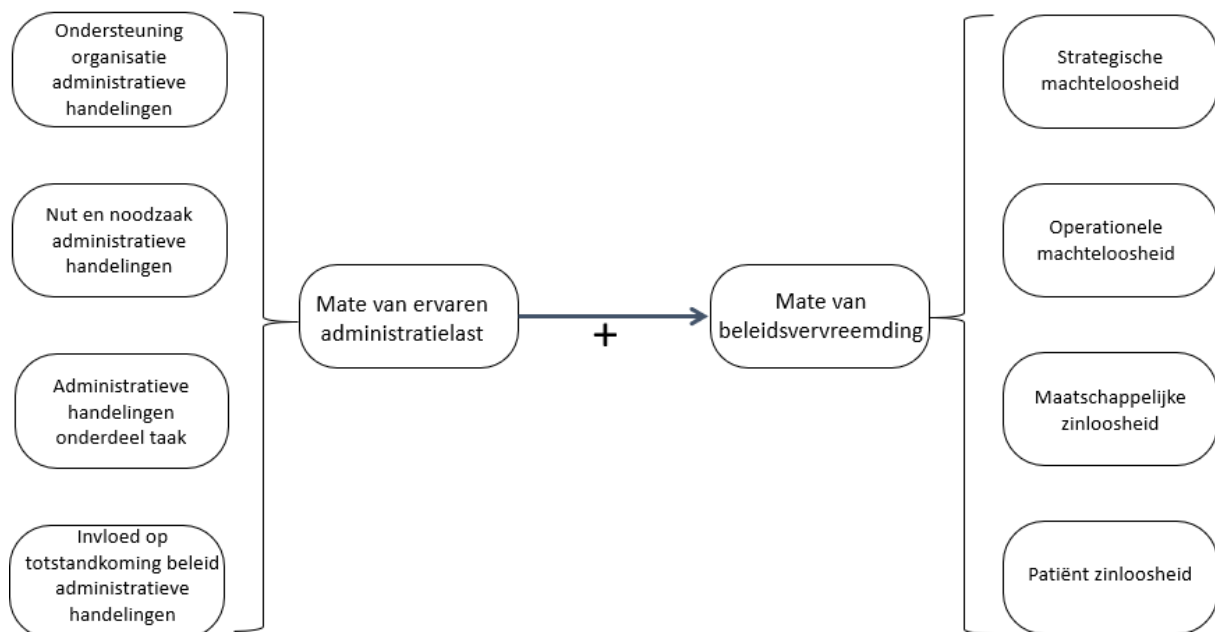 Ondersteuning
organisatie
administratieve
handelingen
Nut en noodzaak
administratieve
handelingen
Administratieve
handelingen
onderdeel taak
Invloed op
totstandkoming beleid
administratieve
handelingen
Mate van ervaren
administratielast
+
Mate van
beleidsvervreemding
Strategische
machteloosheid
Operationele
machteloosheid
Maatschappelijke
zinloosheid
Patiënt zinloosheid